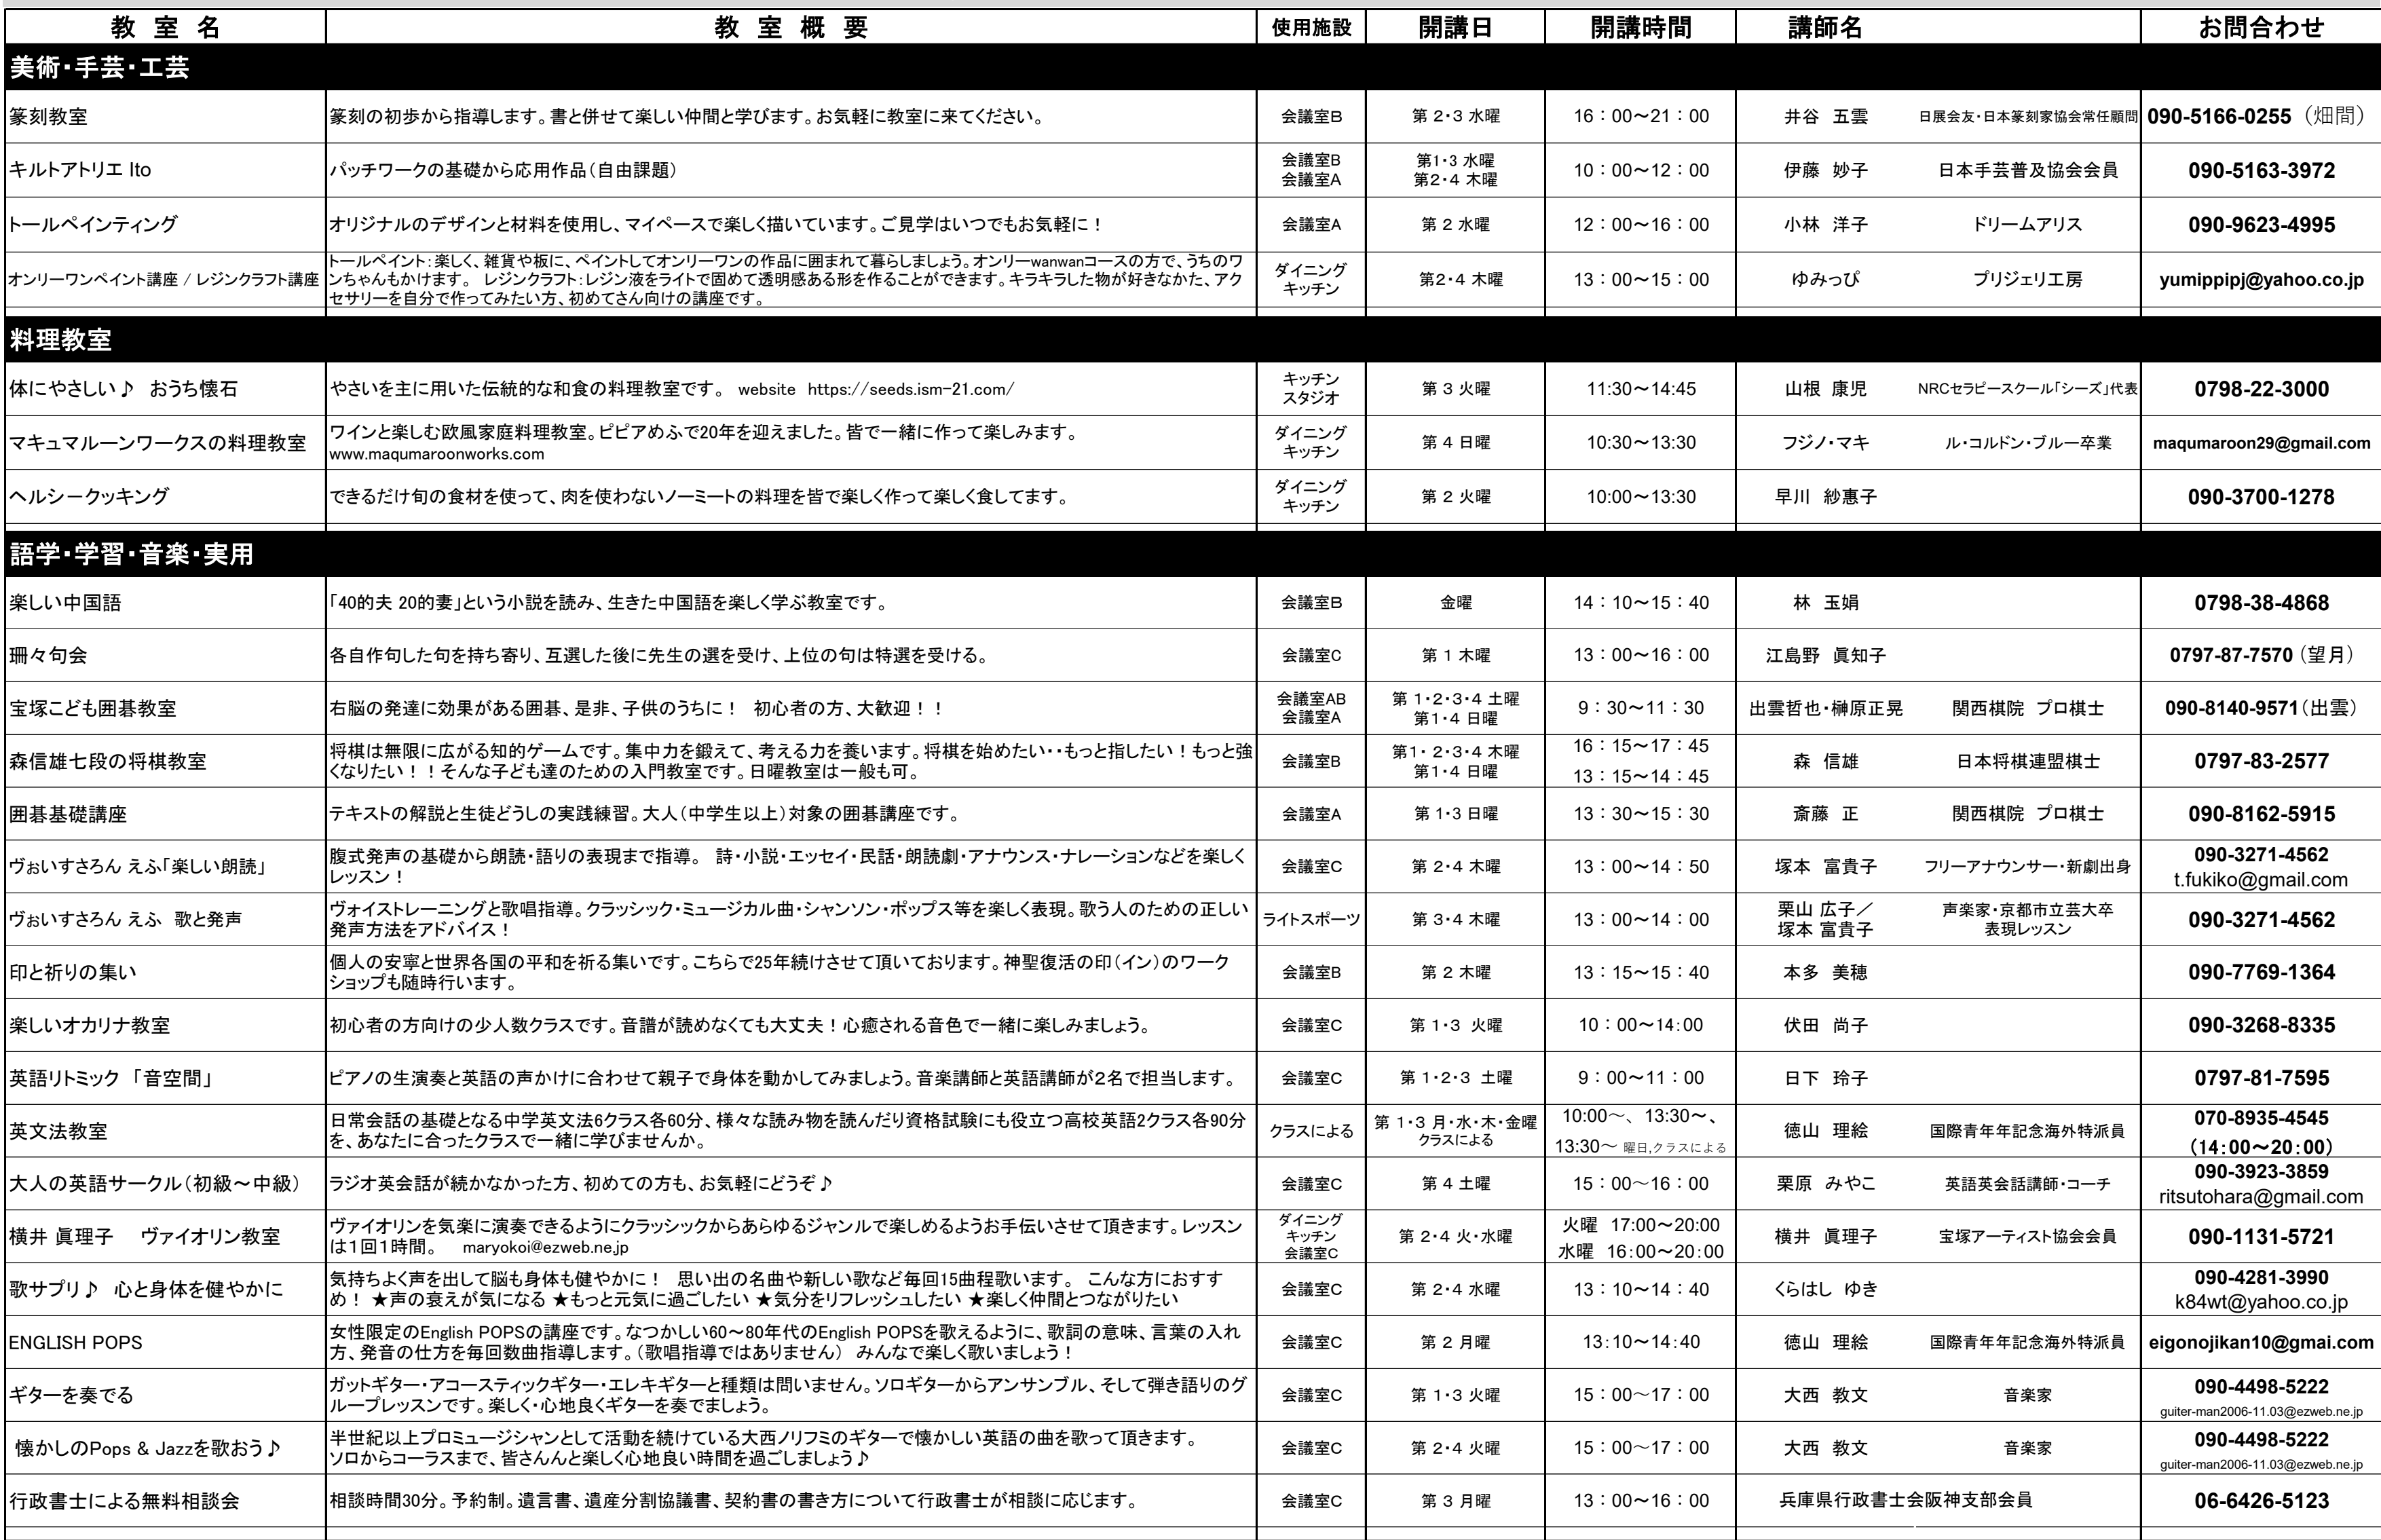 教 室 名 教 室 概 要 使用施設 開講日 開講時間 講師名 お問合わせ
美術・手芸・工芸
篆刻教室 篆刻の初歩から指導します。書と併せて楽しい仲間と学びます。お気軽に教室に来てください。 会議室B 第 2・3 水曜 16：00～21：00 井谷 五雲 日展会友・日本篆刻家協会常任顧問 090-5166-0255（畑間）
キルトアトリエ Ito パッチワークの基礎から応用作品（自由課題） 会議室B 第1・3 水曜 10：00～12：00 伊藤 妙子 日本手芸普及協会会員 090-5163-3972
会議室A 第2・4 木曜
トールペインティング オリジナルのデザインと材料を使用し、マイペースで楽しく描いています。ご見学はいつでもお気軽に！ 会議室A 第 2 水曜 12：00～16：00 小林 洋子 ドリームアリス 090-9623-4995
オンリーワンペイント講座 / レジンクラフト講座 トールペイント：楽しく、雑貨や板に、ペイントしてオンリーワンの作品に囲まれて暮らしましょう。オンリーwanwanコースの方で、うちのワ
ンちゃんもかけます。 レジンクラフト：レジン液をライトで固めて透明感ある形を作ることができます。キラキラした物が好きなかた、アク
セサリーを自分で作ってみたい方、初めてさん向けの講座です。
ダイニング
キッチン
第2・4 木曜 13：00～15：00 ゆみっぴ プリジェリエ房 yumippipj@yahoo.co.jp
料理教室
体にやさしい♪ おうち懐石 やさいを主に用いた伝統的な和食の料理教室です。 website https://seeds.ism-21.com/ キッチン
スタジオ
第 3 火曜 11:30～14:45 山根 康児 NRCセラピースクール「シーズ」代表 0798-22-3000
マキュマルーンワークスの料理教室 ワインと楽しむ欧風家庭料理教室。ピピアめふで20年を迎えました。皆で一緒に作って楽しみます。
www.maqumaroonworks.com
ダイニング
キッチン
第 4 日曜 10:30～13:30 フジノ・マキ ル・コルドン・ブルー卒業 maqumaroon29@gmail.com
ヘルシークッキング できるだけ旬の食材を使って、肉を使わないノーミートの料理を皆で楽しく作って楽しく食してます。 ダイニング
キッチン
第 2 火曜 10:00～13:30 早川 紗恵子 090-3700-1278
語学・学習・音楽・実用
楽しい中国語 「40的夫 20的妻」という小説を読み、生きた中国語を楽しく学ぶ教室です。 会議室B 金曜 14：10～15：40 林 玉娟 0798-38-4868
珊々句会 各自作句した句を持ち寄り、互選した後に先生の選を受け、上位の句は特選を受ける。 会議室C 第 1 木曜 13：00～16：00 江島野 眞知子 0797-87-7570（望月）
宝塚こども囲碁教室 右脳の発達に効果がある囲碁、是非、子供のうちに！ 初心者の方、大歓迎！！ 会議室AB 第 1・2・3・4 土曜 9：30～11：30 出雲哲也・榊原正晃 関西棋院 プロ棋士 090-8140-9571（出雲）
会議室A 第1・4 日曜
森信雄七段の将棋教室 将棋は無限に広がる知的ゲームです。集中力を鍛えて、考える力を養います。将棋を始めたい・・もっと指したい！もっと強
くなりたい！！そんな子ども達のための入門教室です。日曜教室は一般も可。
会議室B 第1・ 2・3・4 木曜 16：15～17：45 森 信雄 日本将棋連盟棋士 0797-83-2577
第1・4 日曜 13：15～14：45
囲碁基礎講座 テキストの解説と生徒どうしの実践練習。大人（中学生以上）対象の囲碁講座です。 会議室A 第 1・3 日曜 13：30～15：30 斎藤 正 関西棋院 プロ棋士 090-8162-5915
ヴぉいすさろん えふ「楽しい朗読」 腹式発声の基礎から朗読・語りの表現まで指導。 詩・小説・エッセイ・民話・朗読劇・アナウンス・ナレーションなどを楽しく
レッスン！
会議室C 第 2・4 木曜 13：00～14：50 塚本 富貴子 フリーアナウンサー・新劇出身 090-3271-4562
t.fukiko@gmail.com
ヴぉいすさろん えふ 歌と発声 ヴォイストレーニングと歌唱指導。クラッシック・ミュージカル曲・シャンソン・ポップス等を楽しく表現。歌う人のための正しい
発声方法をアドバイス！
ライトスポーツ 第 3・4 木曜 13：00～14：00 栗山 広子／ 声楽家・京都市立芸大卒 090-3271-4562
塚本 富貴子 表現レッスン
印と祈りの集い 個人の安寧と世界各国の平和を祈る集いです。こちらで25年続けさせて頂いております。神聖復活の印（イン）のワーク
ショップも随時行います。
会議室B 第 2 木曜 13：15～15：40 本多 美穂 090-7769-1364
楽しいオカリナ教室 初心者の方向けの少人数クラスです。音譜が読めなくても大丈夫！心癒される音色で一緒に楽しみましょう。 会議室C 第 1・3 火曜 10：00～14：00 伏田 尚子 090-3268-8335
英語リトミック 「音空間」 ピアノの生演奏と英語の声かけに合わせて親子で身体を動かしてみましょう。音楽講師と英語講師が２名で担当します。 会議室C 第 1・2・3 土曜 9：00～11：00 日下 玲子 0797-81-7595
英文法教室 日常会話の基礎となる中学英文法6クラス各60分、様々な読み物を読んだり資格試験にも役立つ高校英語2クラス各90分
を、あなたに合ったクラスで一緒に学びませんか。
クラスによる 第 1・3 月・水・木・金曜 10:00～、 13:30～、 徳山 理絵 国際青年年記念海外特派員 070-8935-4545
クラスによる 13:30～ 曜日,クラスによる （14：00～20：00）
大人の英語サークル（初級～中級） ラジオ英会話が続かなかった方、初めての方も、お気軽にどうぞ♪ 会議室C 第 4 土曜 15：00～16：00 栗原 みやこ 英語英会話講師・コーチ 090-3923-3859
ritsutohara@gmail.com
横井 眞理子 ヴァイオリン教室 ヴァイオリンを気楽に演奏できるようにクラッシックからあらゆるジャンルで楽しめるようお手伝いさせて頂きます。レッスン
は１回１時間。 maryokoi@ezweb.ne.jp
ダイニング
キッチン
会議室C
第 2・4 火・水曜 火曜 17:00～20:00 横井 眞理子 宝塚アーティスト協会会員 090-1131-5721
水曜 16:00～20:00
歌サプリ♪ 心と身体を健やかに 気持ちよく声を出して脳も身体も健やかに！ 思い出の名曲や新しい歌など毎回15曲程歌います。 こんな方におすす
め！ ★声の衰えが気になる ★もっと元気に過ごしたい ★気分をリフレッシュしたい ★楽しく仲間とつながりたい
会議室C 第 2・4 水曜 13：10～14：40 くらはし ゆき 090-4281-3990
k84wt@yahoo.co.jp
ENGLISH POPS 女性限定のEnglish POPSの講座です。なつかしい60～80年代のEnglish POPSを歌えるように、歌詞の意味、言葉の入れ
方、発音の仕方を毎回数曲指導します。（歌唱指導ではありません） みんなで楽しく歌いましょう！
会議室C 第 2 月曜 13：10～14：40 徳山 理絵 国際青年年記念海外特派員 eigonojikan10@gmai.com
ギターを奏でる ガットギター・アコースティックギター・エレキギターと種類は問いません。ソロギターからアンサンブル、そして弾き語りのグ
ループレッスンです。楽しく・心地良くギターを奏でましょう。
会議室C 第 1・3 火曜 15：00～17：00 大西 教文 音楽家 090-4498-5222
guiter-man2006-11.03@ezweb.ne.jp
懐かしのPops & Jazzを歌おう♪ 半世紀以上プロミュージシャンとして活動を続けている大西ノリフミのギターで懐かしい英語の曲を歌って頂きます。
ソロからコーラスまで、皆さんんと楽しく心地良い時間を過ごしましょう♪
会議室C 第 2・4 火曜 15：00～17：00 大西 教文 音楽家 090-4498-5222
guiter-man2006-11.03@ezweb.ne.jp
行政書士による無料相談会 相談時間30分。予約制。遺言書、遺産分割協議書、契約書の書き方について行政書士が相談に応じます。 会議室C 第 3 月曜 13：00～16：00 兵庫県行政書士会阪神支部会員 06-6426-5123